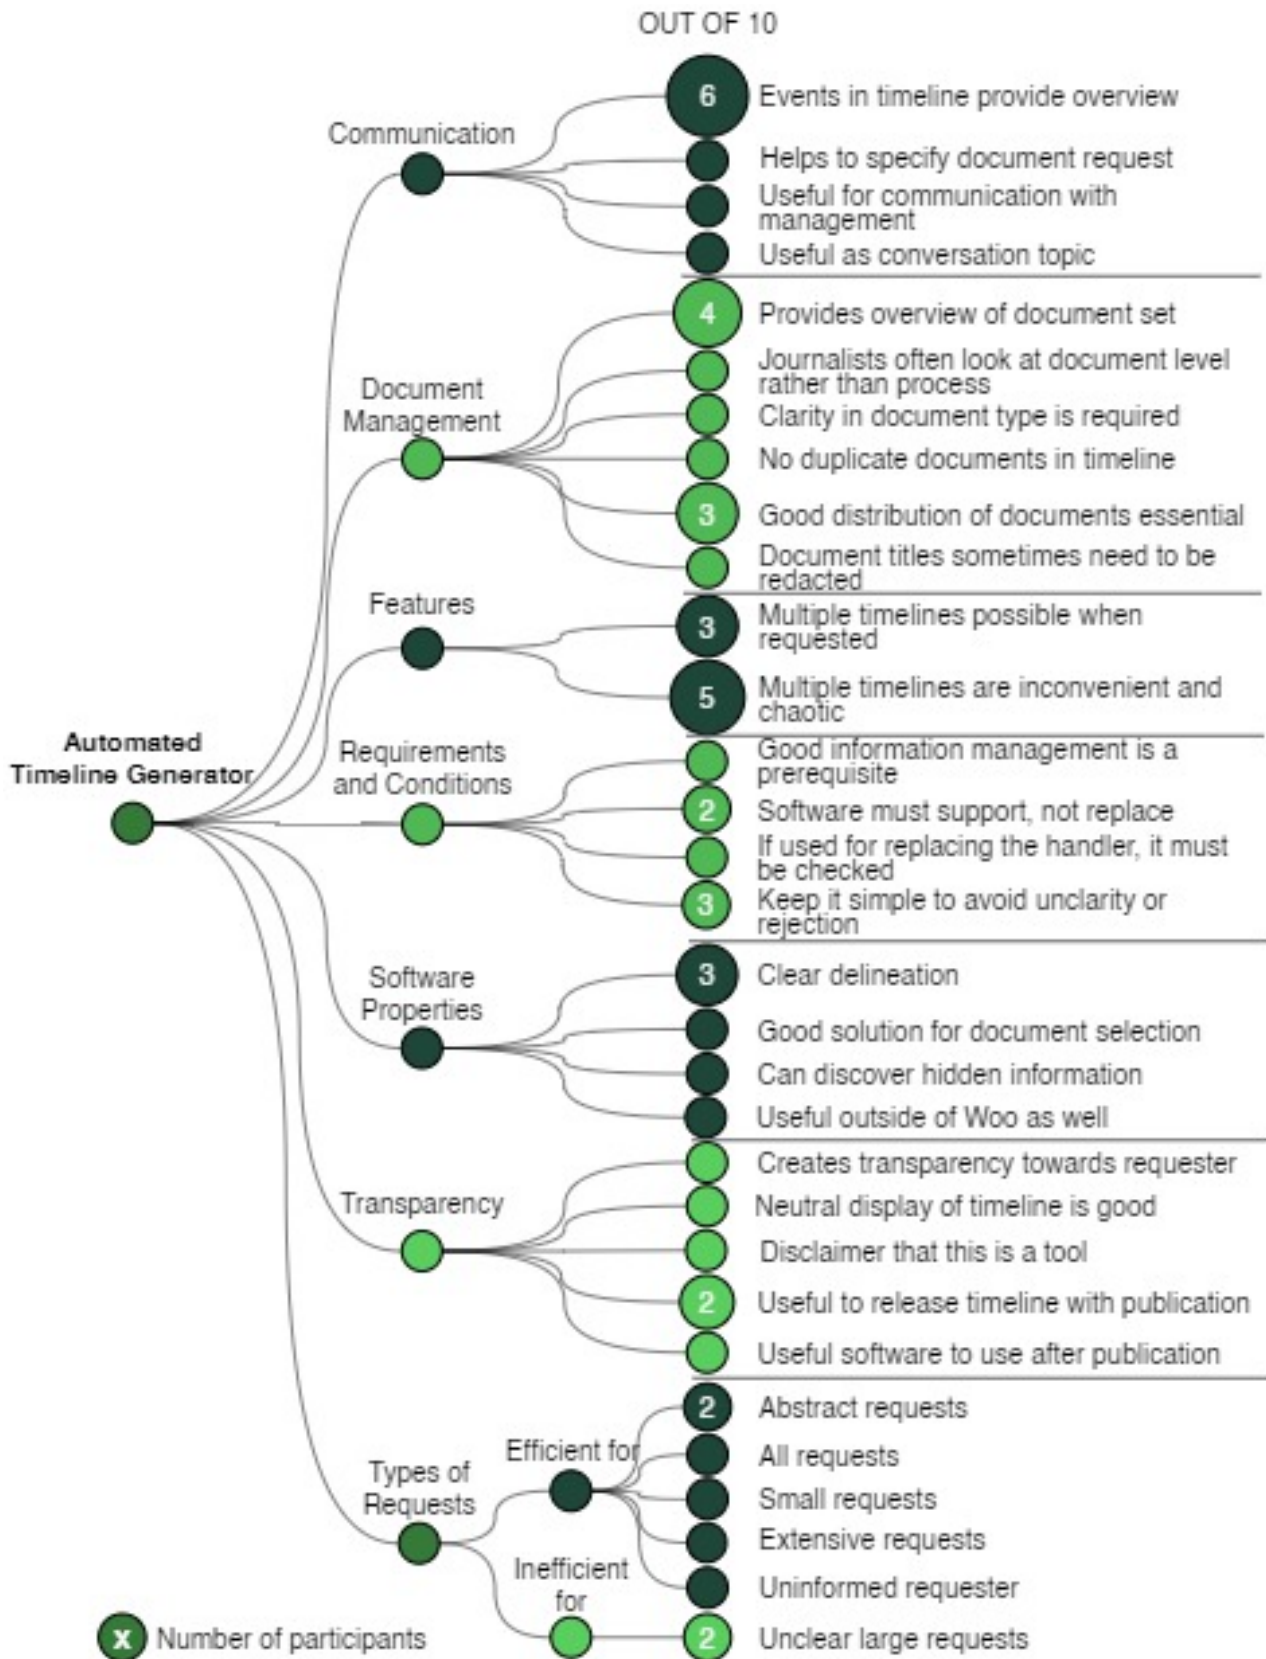 OUT OF 10
Communication
6
Events in timeline provide overview
Helps to specify document request
Useful for communication with
management
Useful as conversation topic
Document
Management
4
Provides overview of document set
Journalists often look at document level
rather than process
Clarity in document type is required
No duplicate documents in timeline
3
Good distribution of documents essential
Document titles sometimes need to be
redacted
Features
3
Multiple timelines possible when
requested
5
Multiple timelines are inconvenient and
chaotic
Automated
Timeline Generator
Requirements
and Conditions
Good information management is a
prerequisite
2
Software must support, not replace
If used for replacing the handler, it must
be checked
3
Keep it simple to avoid unclarity or
rejection
Software
Properties
3
Clear delineation
Good solution for document selection
Can discover hidden information
Useful outside of Woo as well
Transparency
Creates transparency towards requester
Neutral display of timeline is good
Disclaimer that this is a tool
2
Useful to release timeline with publication
Useful software to use after publication
Types of
Requests
Efficient for
2
Abstract requests
All requests
Small requests
Extensive requests
Uninformed requester
Inefficient
for
2
Unclear large requests
x
Number of participants